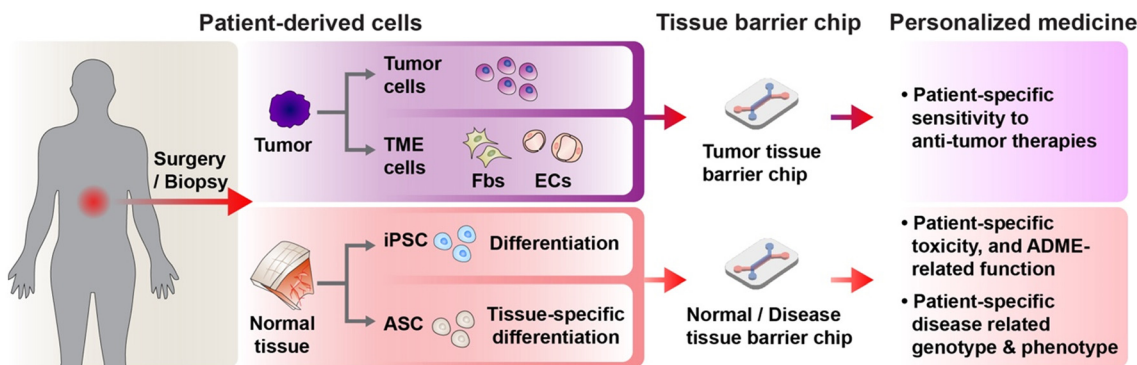 Patient-derived cells
Tissue barrier chip
Personalized medicine
Surgery
/ Biopsy
Tumor
Tumor
cells
TME
cells
Fbs
ECs
Tumor tissue
barrier chip
• Patient-specific
sensitivity to
anti-tumor therapies
Normal
tissue
iPSC
Differentiation
ASC
Tissue-specific
differentiation
Normal / Disease
tissue barrier chip
• Patient-specific
toxicity, and ADME-
related function
• Patient-specific
disease related
genotype & phenotype